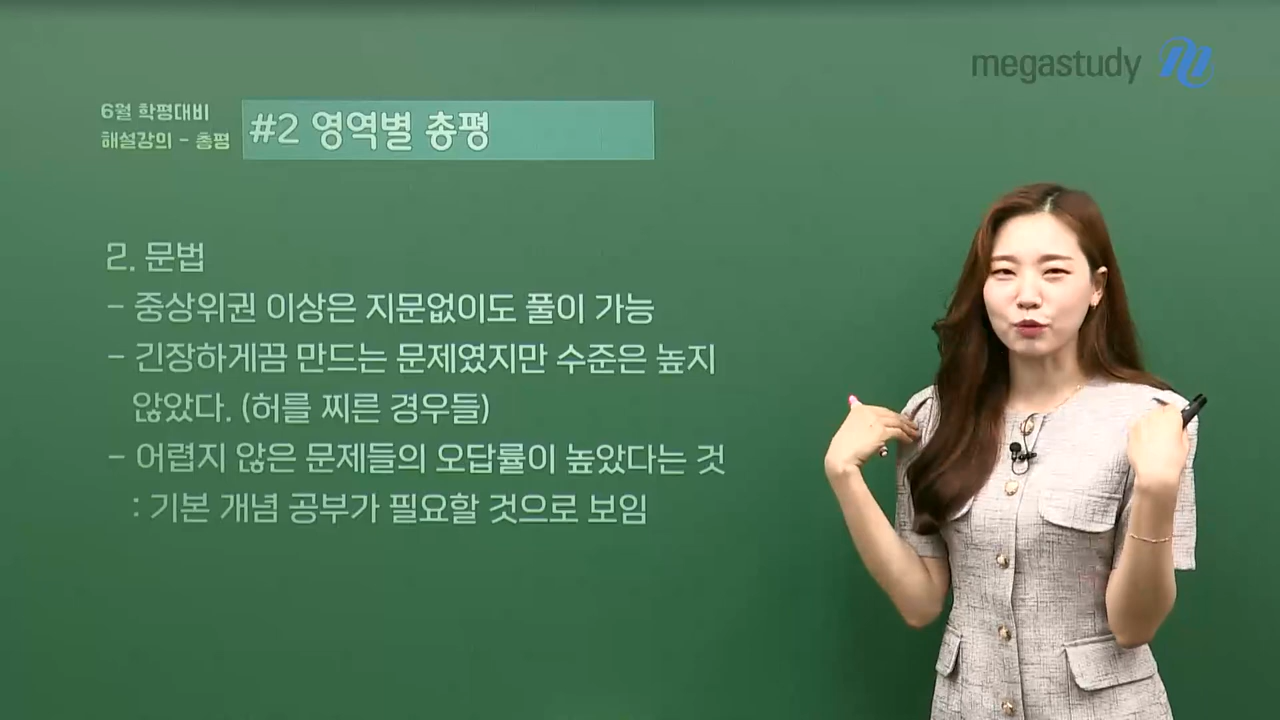 megastudy
6월 학평대비
해설강의 - 총평
#2 영역별 총평
2. 문법
- 중상위권 이상은 지문없이도 풀이 가능
- 긴장하게끔 만드는 문제였지만 수준은 높지
않았다. (허를 찌른 경우들)
- 어렵지 않은 문제들의 오답률이 높았다는 것
: 기본 개념 공부가 필요할 것으로 보임